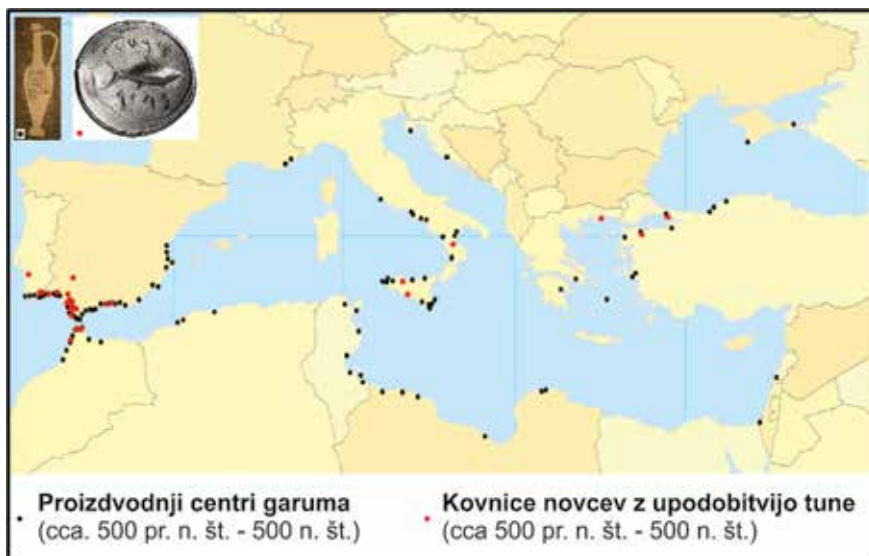 Proizdvodnji centri garuma
(cca. 500 pr. n. št. - 500 n. št.)
Kovnice novcev z upodobitvijo tune
(cca 500 pr. n. št. - 500 n. št.)